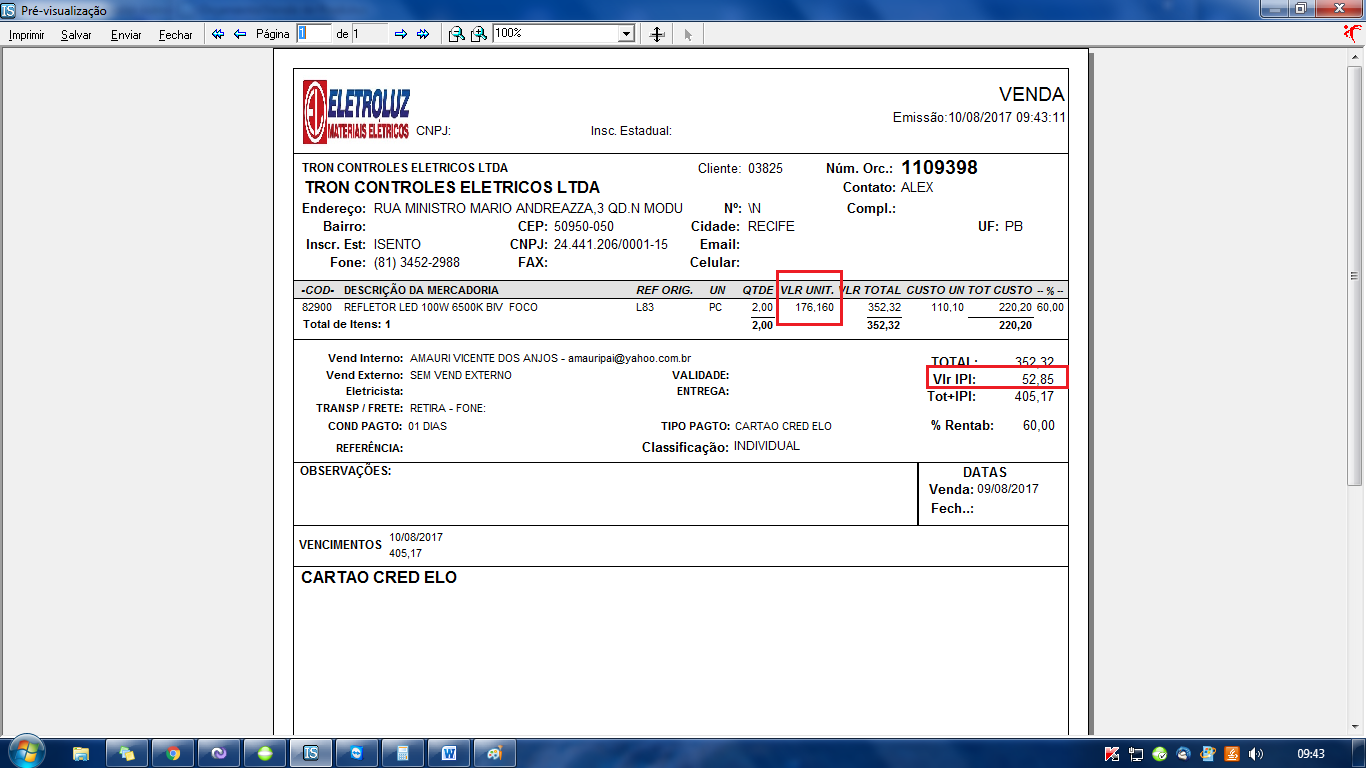 Pré-visualização
Imprimir Salvar Enviar Fechar Página 1 de 1 100%
ELETROLUZ
MATERIAIS ELÉTRICOS
CNPJ: Insc. Estadual:
VENDA
Emissão:10/08/2017 09:43:11
TRON CONTROLES ELETRICOS LTDA Cliente: 03825 Núm. Orc.: 1109398
TRON CONTROLES ELETRICOS LTDA Contato: ALEX
Endereço: RUA MINISTRO MARIO ANDREAZZA,3 QD.N MODU Nº: \N Compl.:
Bairro: CEP: 50950-050 Cidade: RECIFE UF: PB
Inscr. Est: ISENTO CNPJ: 24.441.206/0001-15 Email:
Fone: (81) 3452-2988 FAX: Celular:
-COD- DESCRIÇÃO DA MERCADORIA REF ORIG. UN QTDE VLR UNIT. VLR TOTAL CUSTO UN TOT CUSTO -- % --
82900 REFLETOR LED 100W 6500K BIV FOCO L83 PC 2,00 176,160 352,32 110,10 220,20 60,00
Total de Itens: 1 2,00 352,32 220,20
Vend Interno: AMAURI VICENTE DOS ANJOS - amauripai@yahoo.com.br TOTAL: 352,32
Vend Externo: SEM VEND EXTERNO VALIDADE: Vlr IPI: 52,85
Eletricista: ENTREGA: Tot+IPI: 405,17
TRANSP / FRETE: RETIRA - FONE:
COND PAGTO: 01 DIAS TIPO PAGTO: CARTAO CRED ELO % Rentab: 60,00
REFERÊNCIA: Classificação: INDIVIDUAL
OBSERVAÇÕES: DATAS
Venda: 09/08/2017
Fech..:
VENCIMENTOS 10/08/2017
405,17
CARTAO CRED ELO
09:43